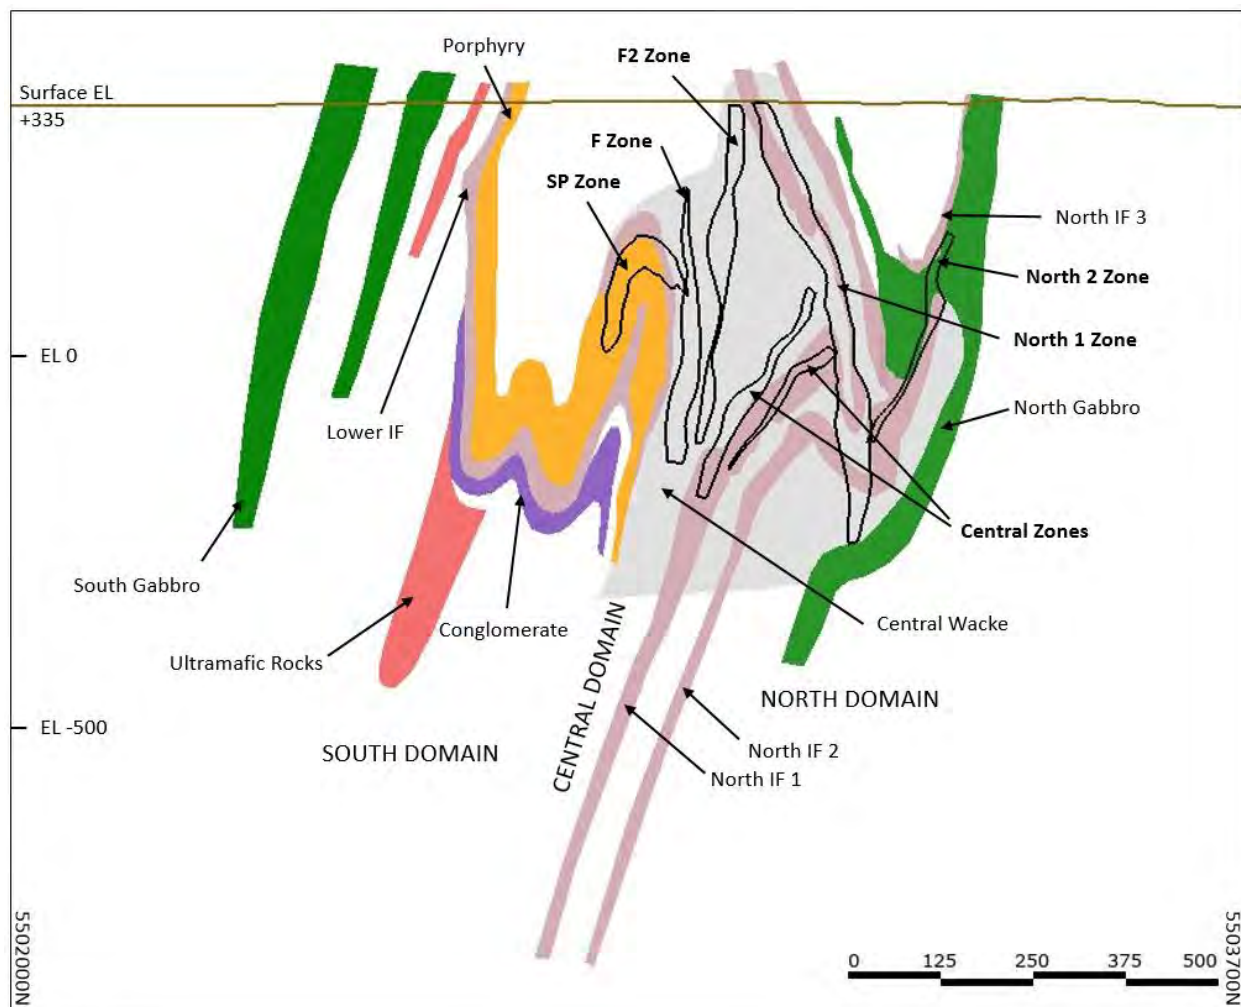 Porphyry
F2 Zone
Surface EL
+335
F Zone
SP Zone
North IF 3
North 2 Zone
North 1 Zone
EL 0
North Gabbro
Lower IF
Central Zones
South Gabbro
Conglomerate
Central Wacke
Ultramafic Rocks
CENTRAL DOMAIN
NORTH DOMAIN
EL -500
SOUTH DOMAIN
North IF 2
North IF 1
5502000N
5503700N
0 125 250 375 500